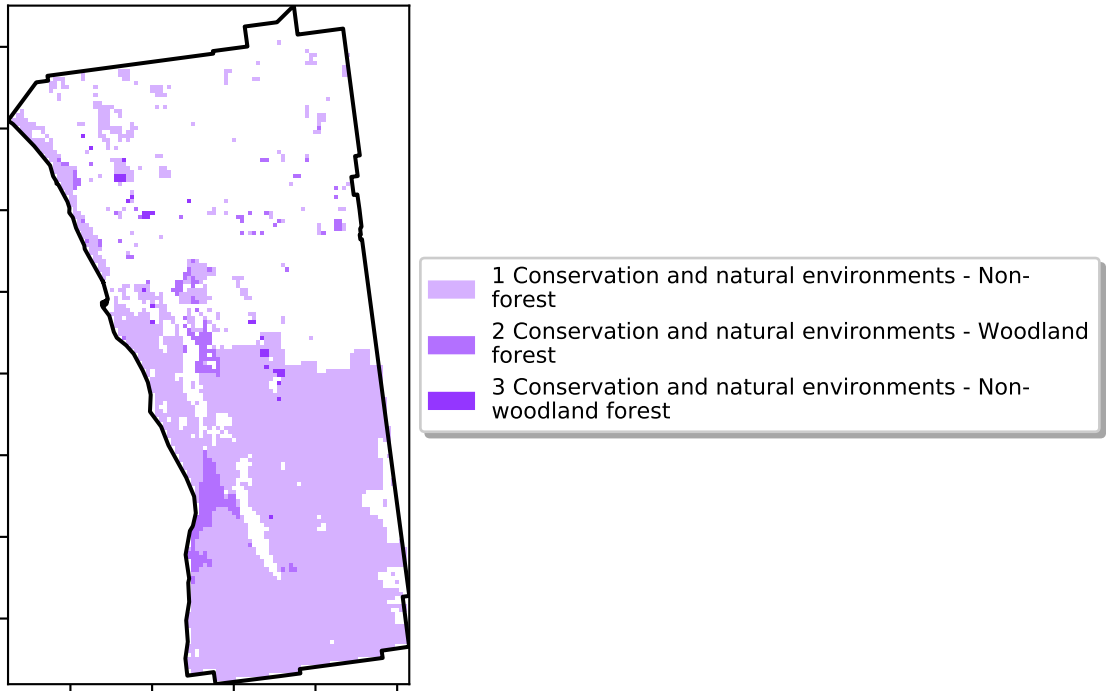 1 Conservation and natural environments - Non-
forest
2 Conservation and natural environments - Woodland
forest
3 Conservation and natural environments - Non-
woodland forest